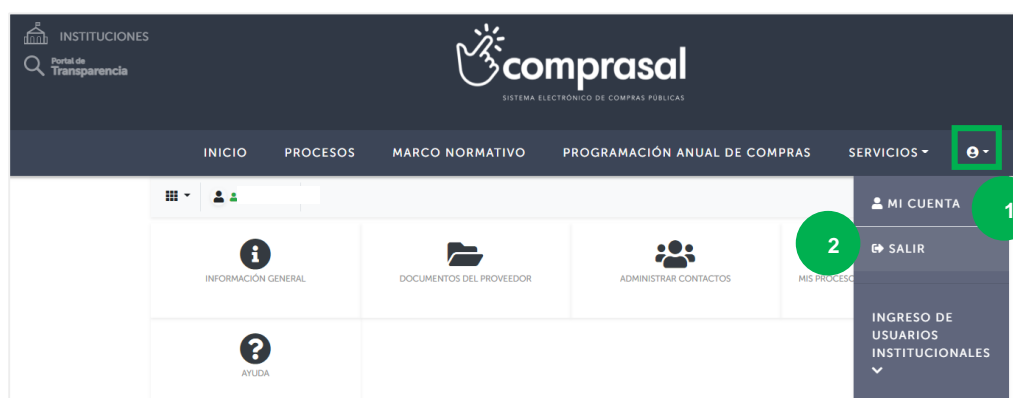 INSTITUCIONES
Portal de
Transparencia
comprasal
SISTEMA ELECTRÓNICO DE COMPRAS PÚBLICAS
INICIO PROCESOS MARCO NORMATIVO PROGRAMACIÓN ANUAL DE COMPRAS SERVICIOS
MI CUENTA
1
2
SALIR
INFORMACIÓN GENERAL
DOCUMENTOS DEL PROVEEDOR
ADMINISTRAR CONTACTOS
MIS PROCESO
INGRESO DE
USUARIOS
INSTITUCIONALES
AYUDA